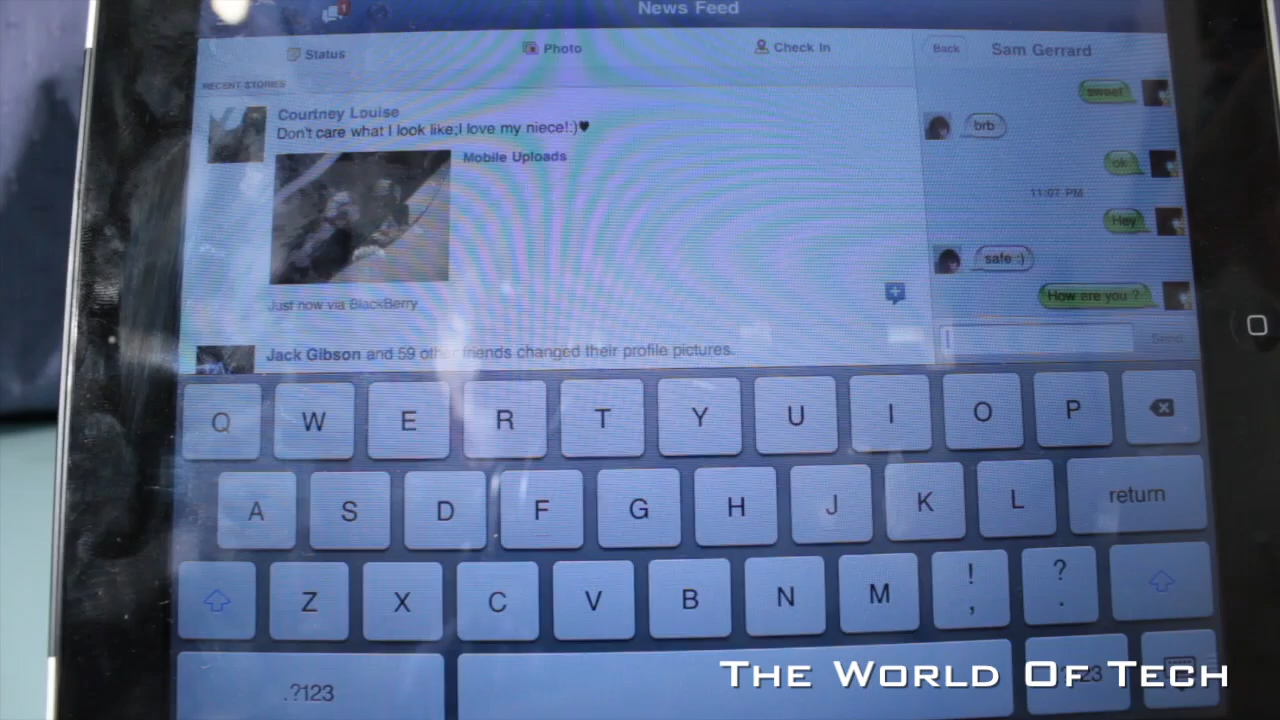 1
News Feed
Status
Photo
Check In
Back
Sam Gerrard
RECENT STORIES
Courtney Louise
Don't care what I look like;I love my niece!:)♥
Mobile Uploads
Just now via BlackBerry
Jack Gibson and 59 other friends changed their profile pictures.
sweet
brb
ok
11:07 PM
Hey
safe :)
How are you ?
Send
Q W E R T Y U I O P
A S D F G H J K L return
Z X C V B N M ! , ? .
.?123
THE WORLD OF TECH